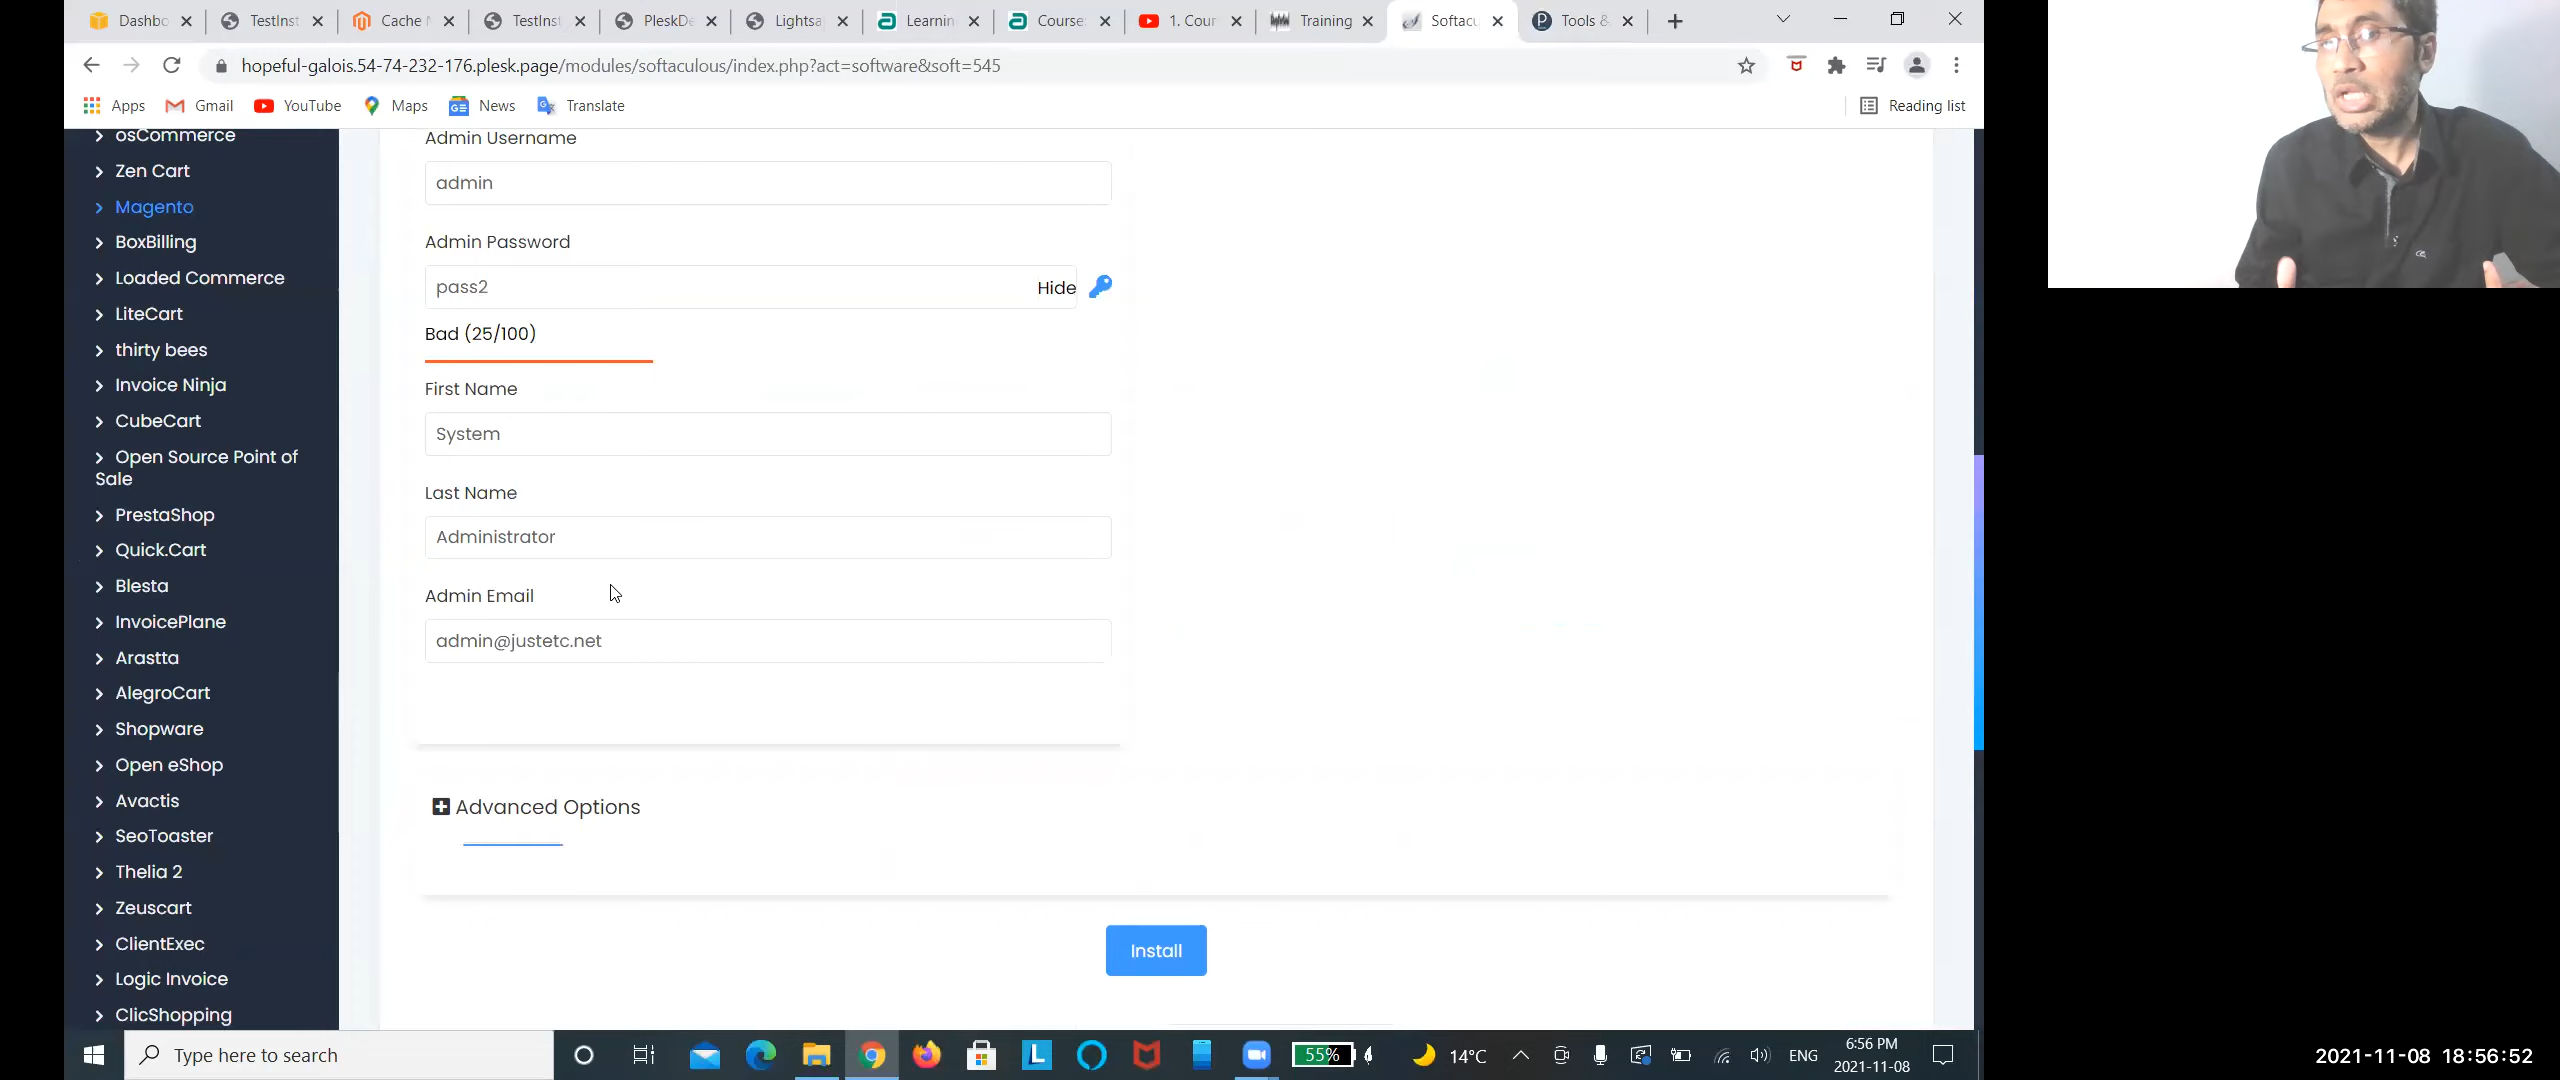 Dashbo
TestInst
Cache
TestInst
PleskDe
Lightsa
Learnin
Course
1. Cour
Training
Softacu
Tools &
hopeful-galois.54-74-232-176.plesk.page/modules/softaculous/index.php?act=software&soft=545
Apps
Gmail
YouTube
Maps
News
Translate
Reading list
osCommerce
Zen Cart
Magento
BoxBilling
Loaded Commerce
LiteCart
thirty bees
Invoice Ninja
CubeCart
Open Source Point of
Sale
PrestaShop
Quick.Cart
Blesta
InvoicePlane
Arastta
AlegroCart
Shopware
Open eShop
Avactis
SeoToaster
Thelia 2
Zeuscart
ClientExec
Logic Invoice
ClicShopping
Admin Username
admin
Admin Password
pass2
Hide
Bad (25/100)
First Name
System
Last Name
Administrator
Admin Email
admin@justetc.net
Advanced Options
Install
Type here to search
55%
14°C
ENG
6:56 PM
2021-11-08
2021-11-08 18:56:52